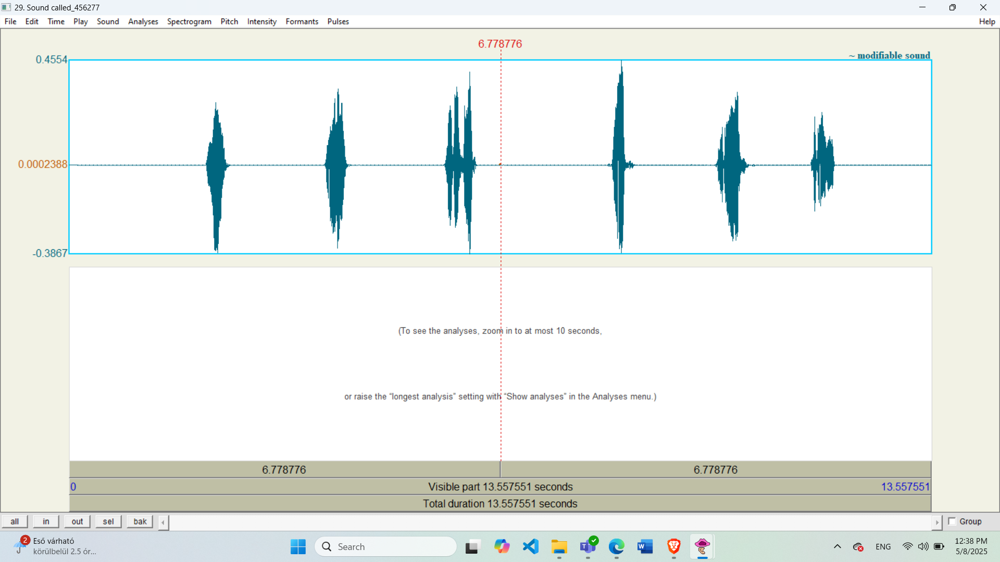 29. Sound called_456277
File Edit Time Play Sound Analyses Spectrogram Pitch Intensity Formants Pulses Help
6.778776
0.4554
~ modifiable sound
0.0002388
-0.3867
(To see the analyses, zoom in to at most 10 seconds,
or raise the “longest analysis” setting with “Show analyses” in the Analyses menu.)
6.778776 6.778776
0 Visible part 13.557551 seconds 13.557551
Total duration 13.557551 seconds
all in out sel bak Group
2 Eső várható
körülbelül 2.5 ór...
Search
ENG
12:38 PM
5/8/2025